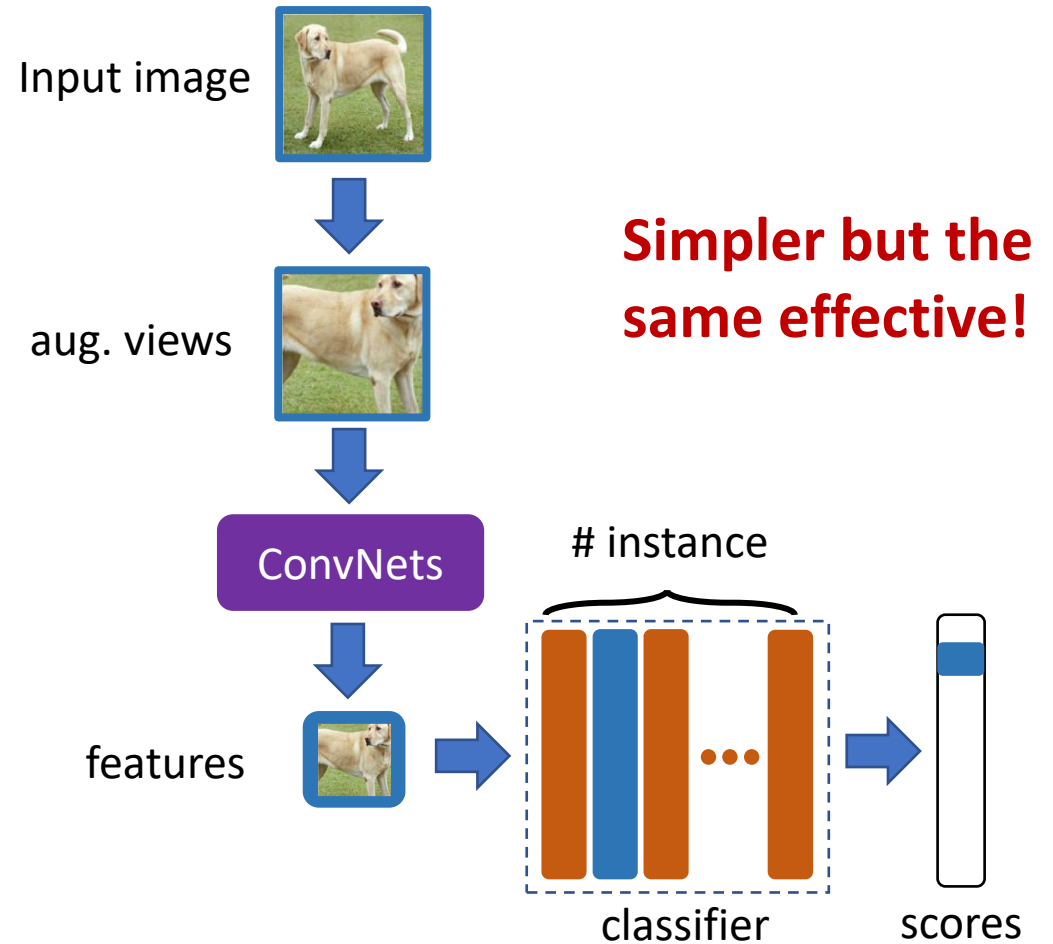 Input image
Simpler but the
same effective!
aug. views
ConvNets
# instance
features
classifier
scores